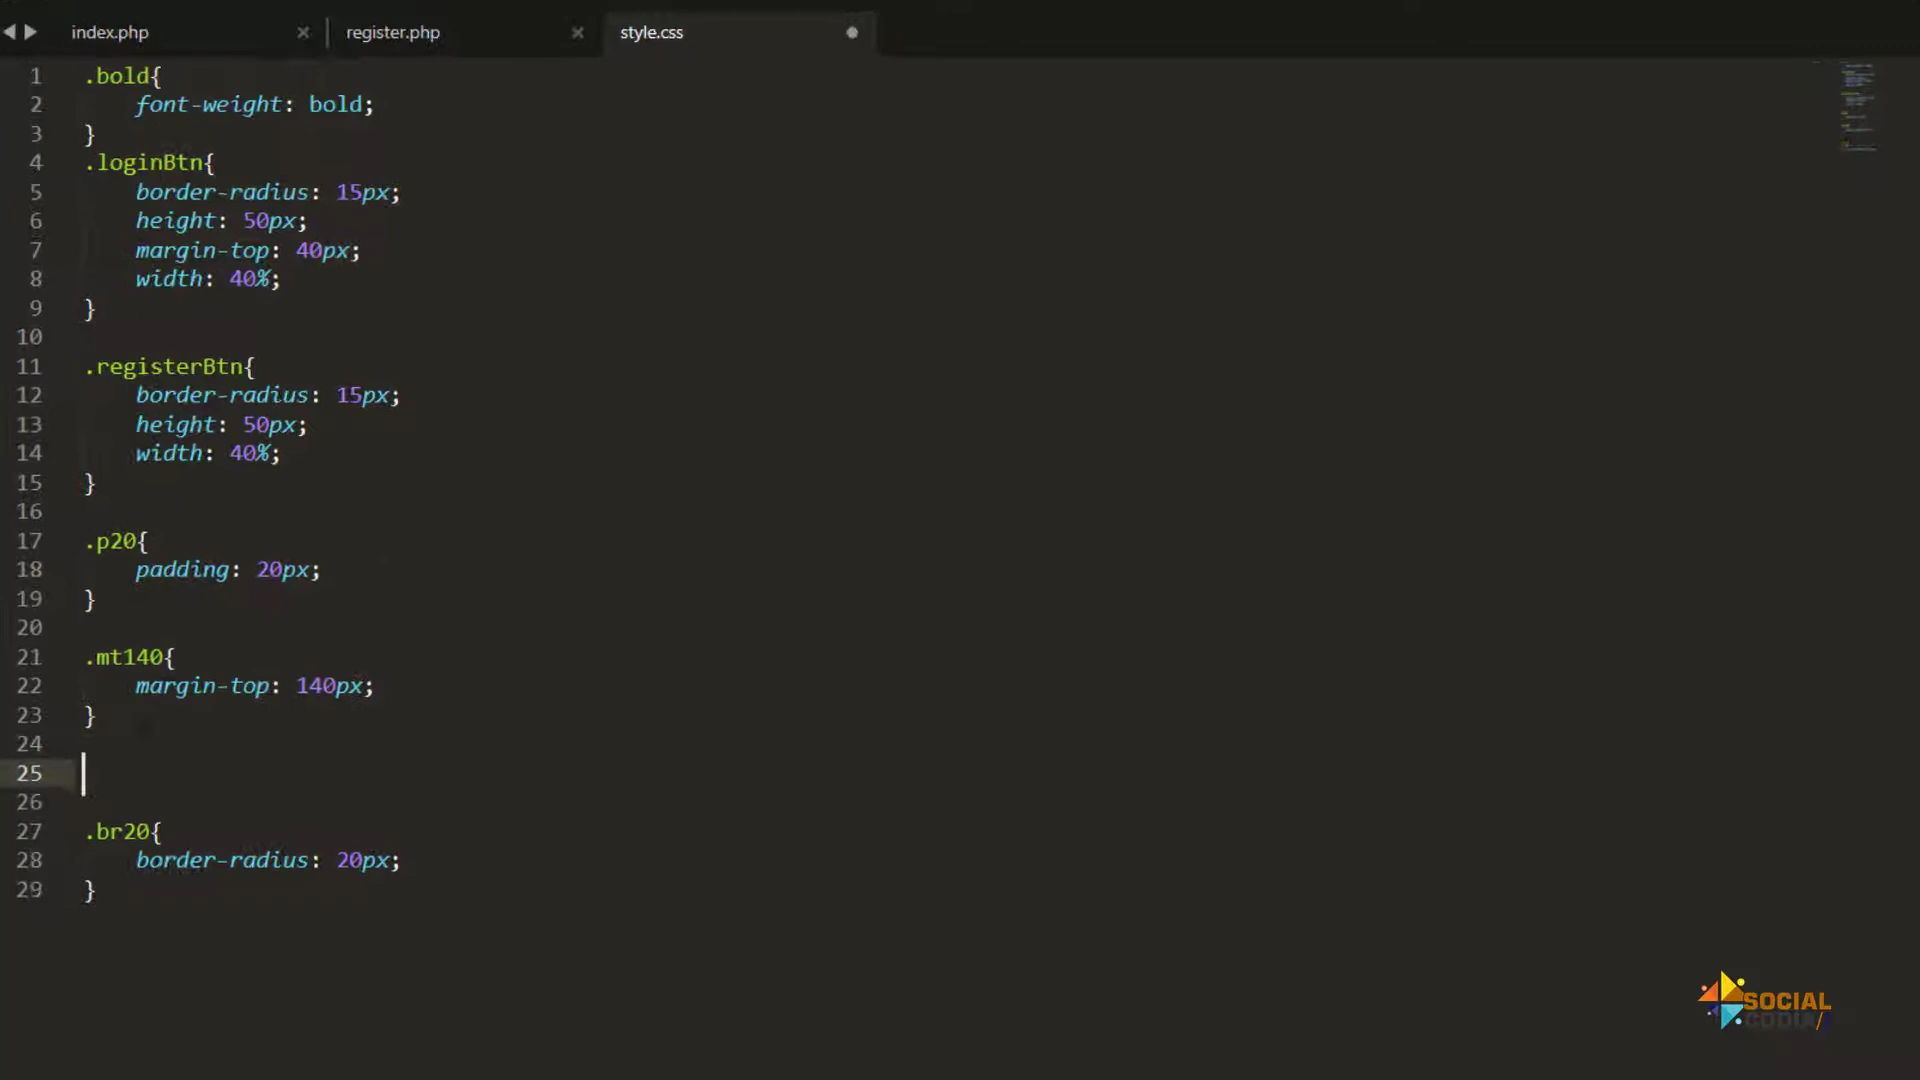 index.php register.php style.css
1 .bold{
2 font-weight: bold;
3 }
4 .loginBtn{
5 border-radius: 15px;
6 height: 50px;
7 margin-top: 40px;
8 width: 40%;
9 }
10
11 .registerBtn{
12 border-radius: 15px;
13 height: 50px;
14 width: 40%;
15 }
16
17 .p20{
18 padding: 20px;
19 }
20
21 .mt140{
22 margin-top: 140px;
23 }
24
25
26
27 .br20{
28 border-radius: 20px;
29 }
SOCIAL
CODIA/